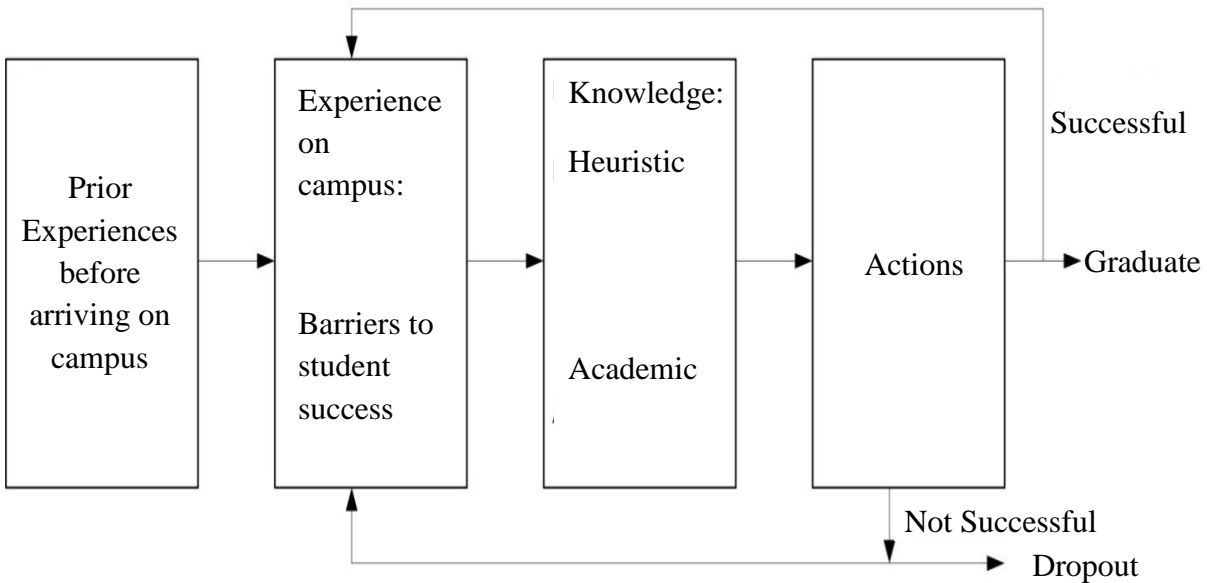 Prior
Experiences
before
arriving on
campus
Experience
on
campus:
Barriers to
student
success
Knowledge:
Heuristic
Academic
Actions
Successful
Graduate
Not Successful
Dropout